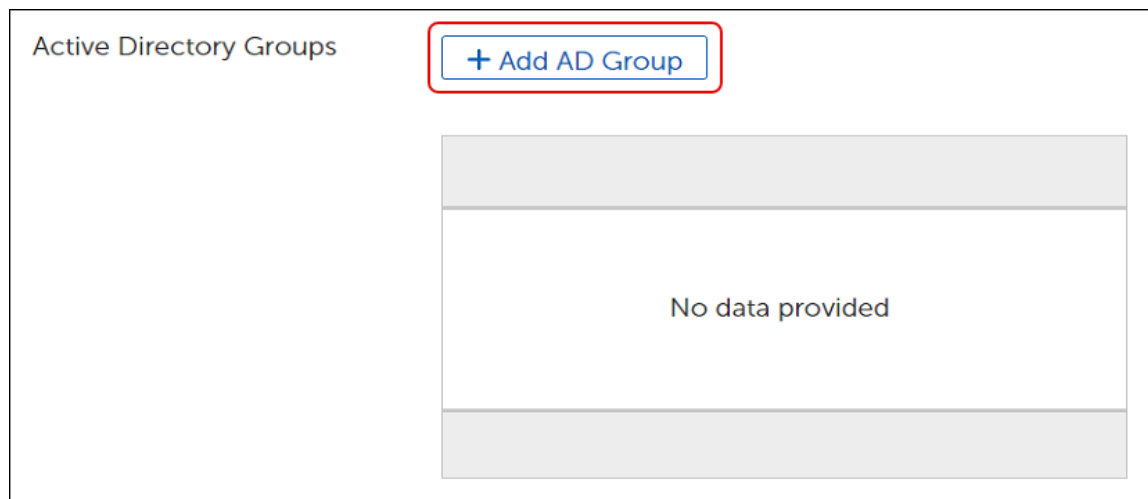 Active Directory Groups
+ Add AD Group
No data provided